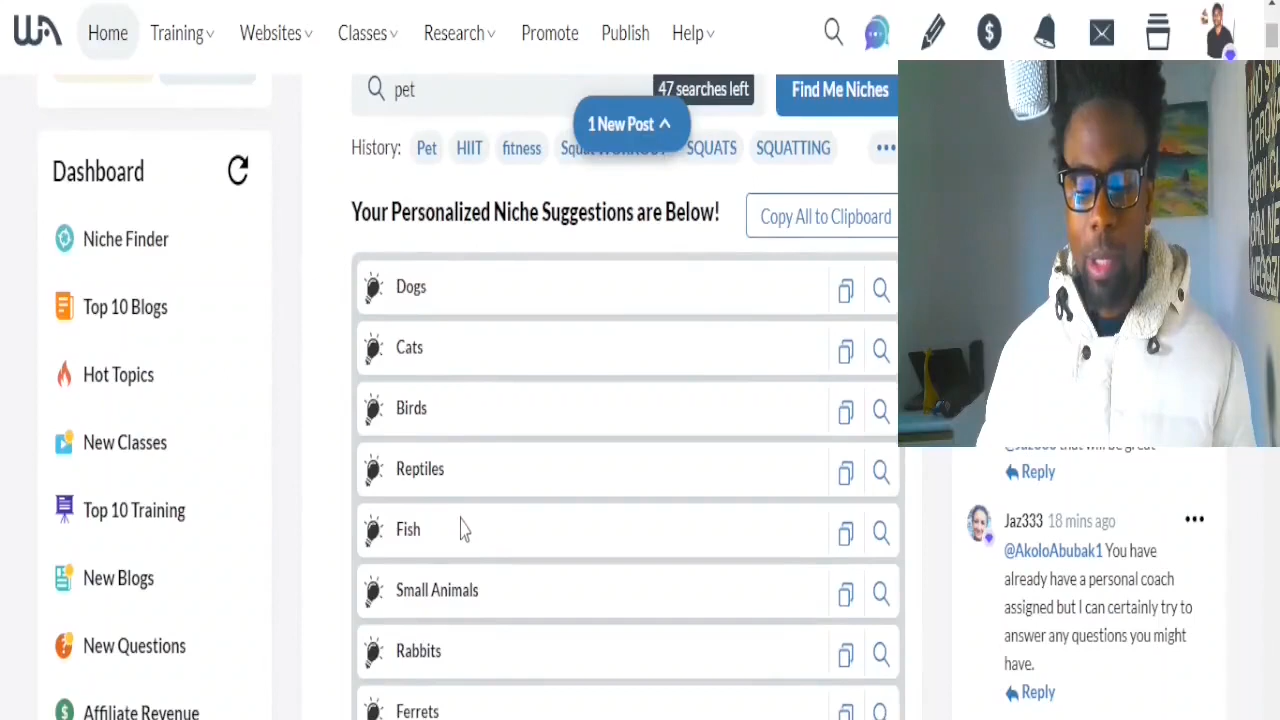 WA Home Training Websites Classes Research Promote Publish Help
pet
47 searches left
Find Me Niches
1 New Post
History: Pet HIIT fitness SQUATS SQUATTING •••
Your Personalized Niche Suggestions are Below!
Copy All to Clipboard
Dashboard
Niche Finder
Top 10 Blogs
Hot Topics
New Classes
Top 10 Training
New Blogs
New Questions
Affiliate Revenue
Dogs
Cats
Birds
Reptiles
Fish
Small Animals
Rabbits
Ferrets
Reply
Jaz333 18 mins ago •••
@AkoloAbubak1 You have
already have a personal coach
assigned but I can certainly try to
answer any questions you might
have.
Reply